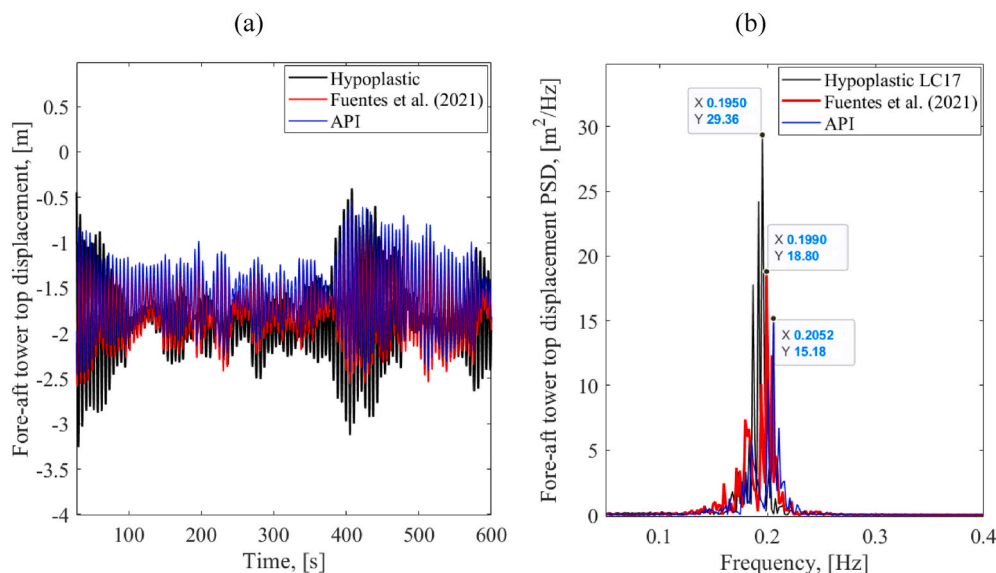 (a)
(b)
Fore-aft tower top displacement, [m]
0.5
0
-0.5
-1
-1.5
-2
-2.5
-3
-3.5
-4
Hypoplastic
Fuentes et al. (2021)
API
100
200
300
400
500
600
Time, [s]
Fore-aft tower top displacement PSD, [m²/Hz]
30
25
20
15
10
5
0
Hypoplastic LC17
Fuentes et al. (2021)
API
X 0.1950
Y 29.36
X 0.1990
Y 18.80
X 0.2052
Y 15.18
0.1
0.2
0.3
0.4
Frequency, [Hz]